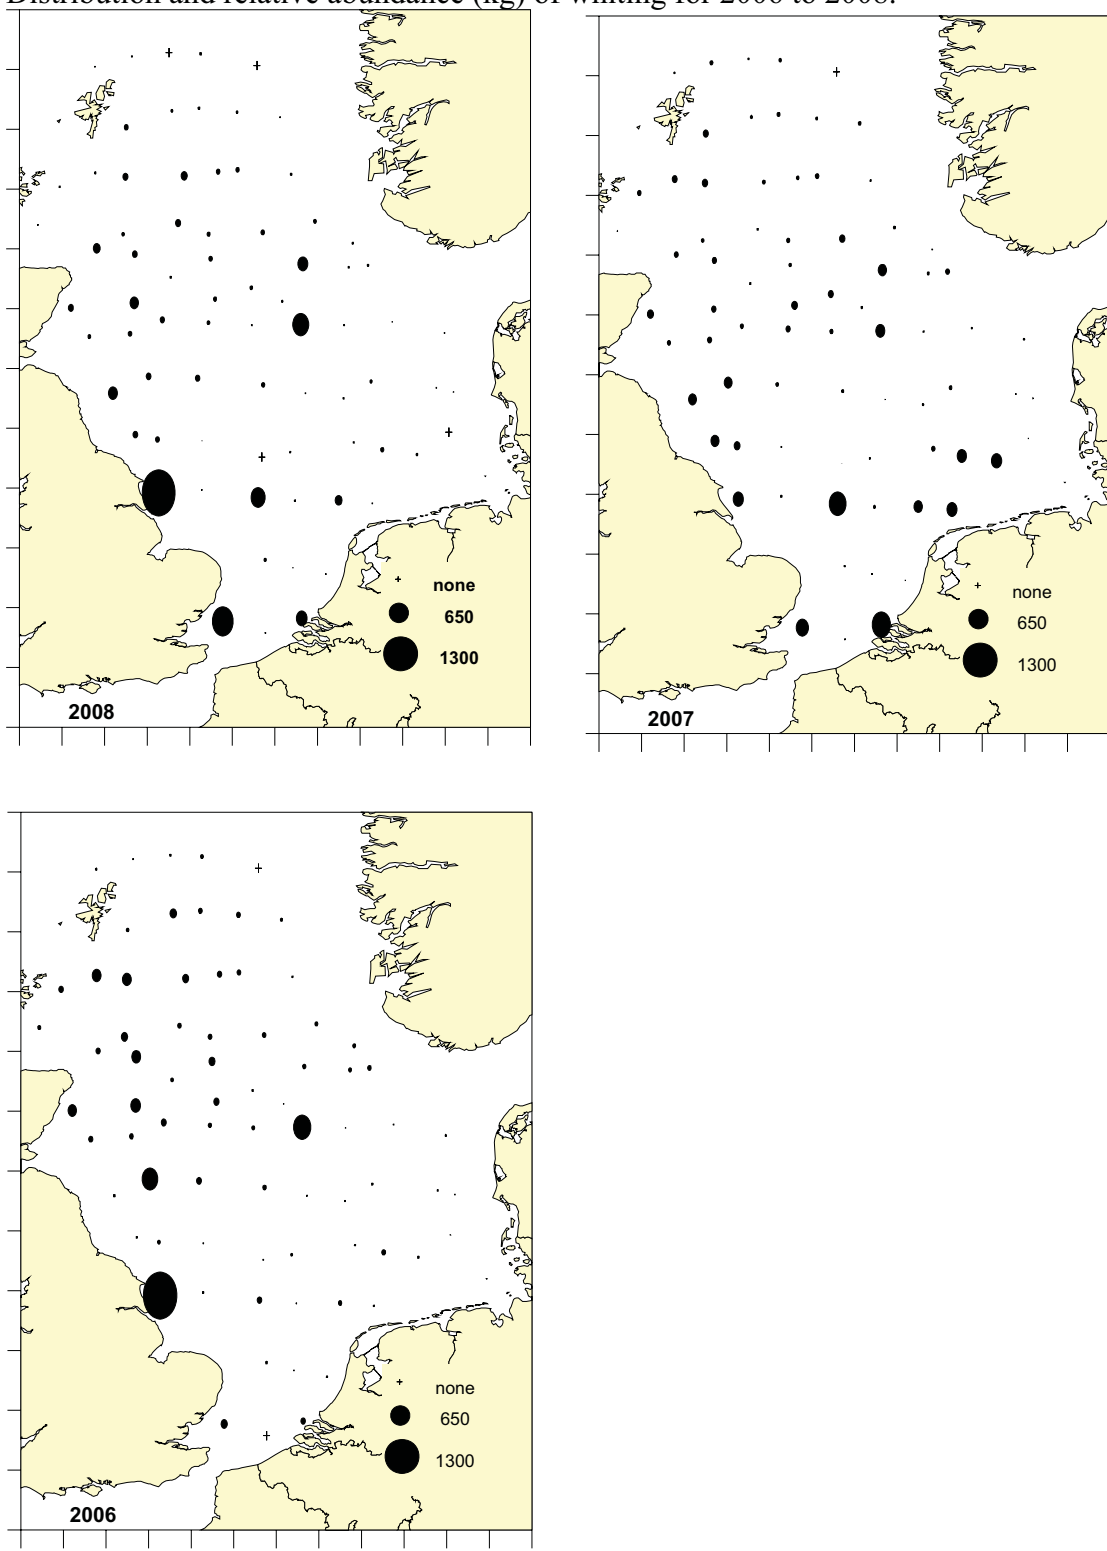 Distribution and relative abundance (kg) of whiting for 2006 to 2008.
none
650
1300
2008
none
650
1300
2007
none
650
1300
2006